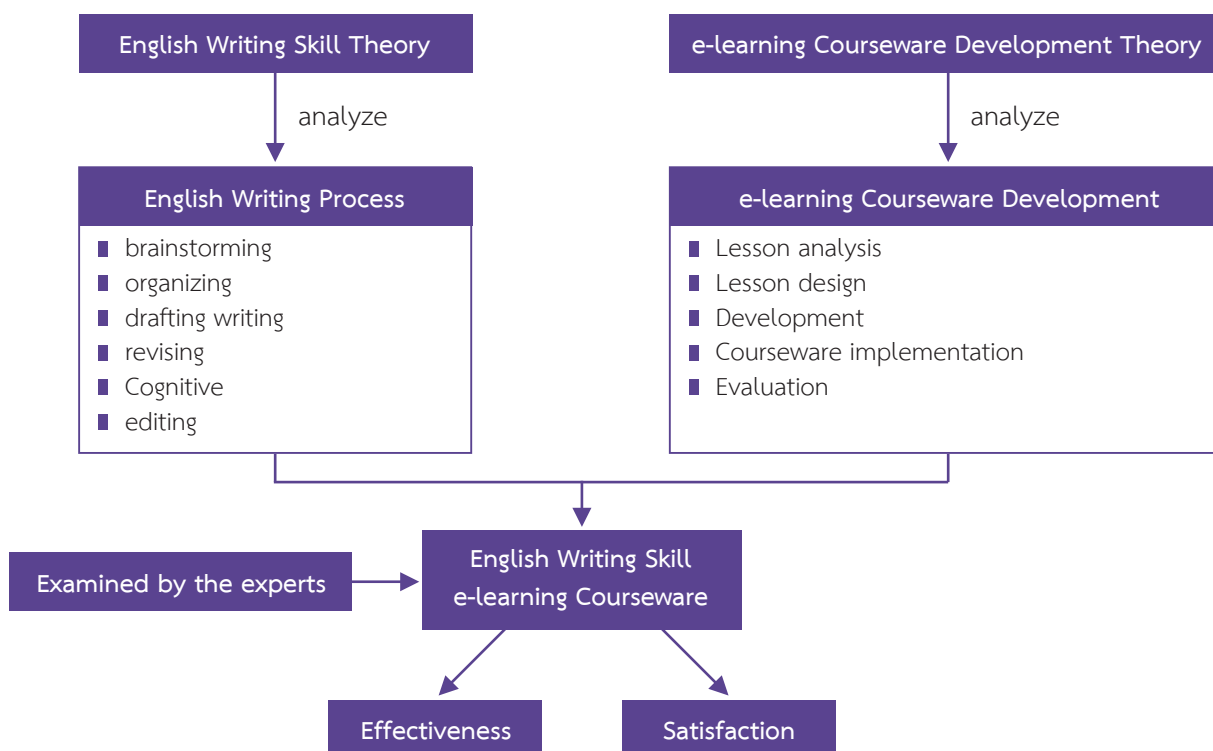 English Writing Skill Theory
e-learning Courseware Development Theory
analyze
analyze
English Writing Process
brainstorming
organizing
drafting writing
revising
Cognitive
editing
e-learning Courseware Development
Lesson analysis
Lesson design
Development
Courseware implementation
Evaluation
Examined by the experts
English Writing Skill
e-learning Courseware
Effectiveness
Satisfaction